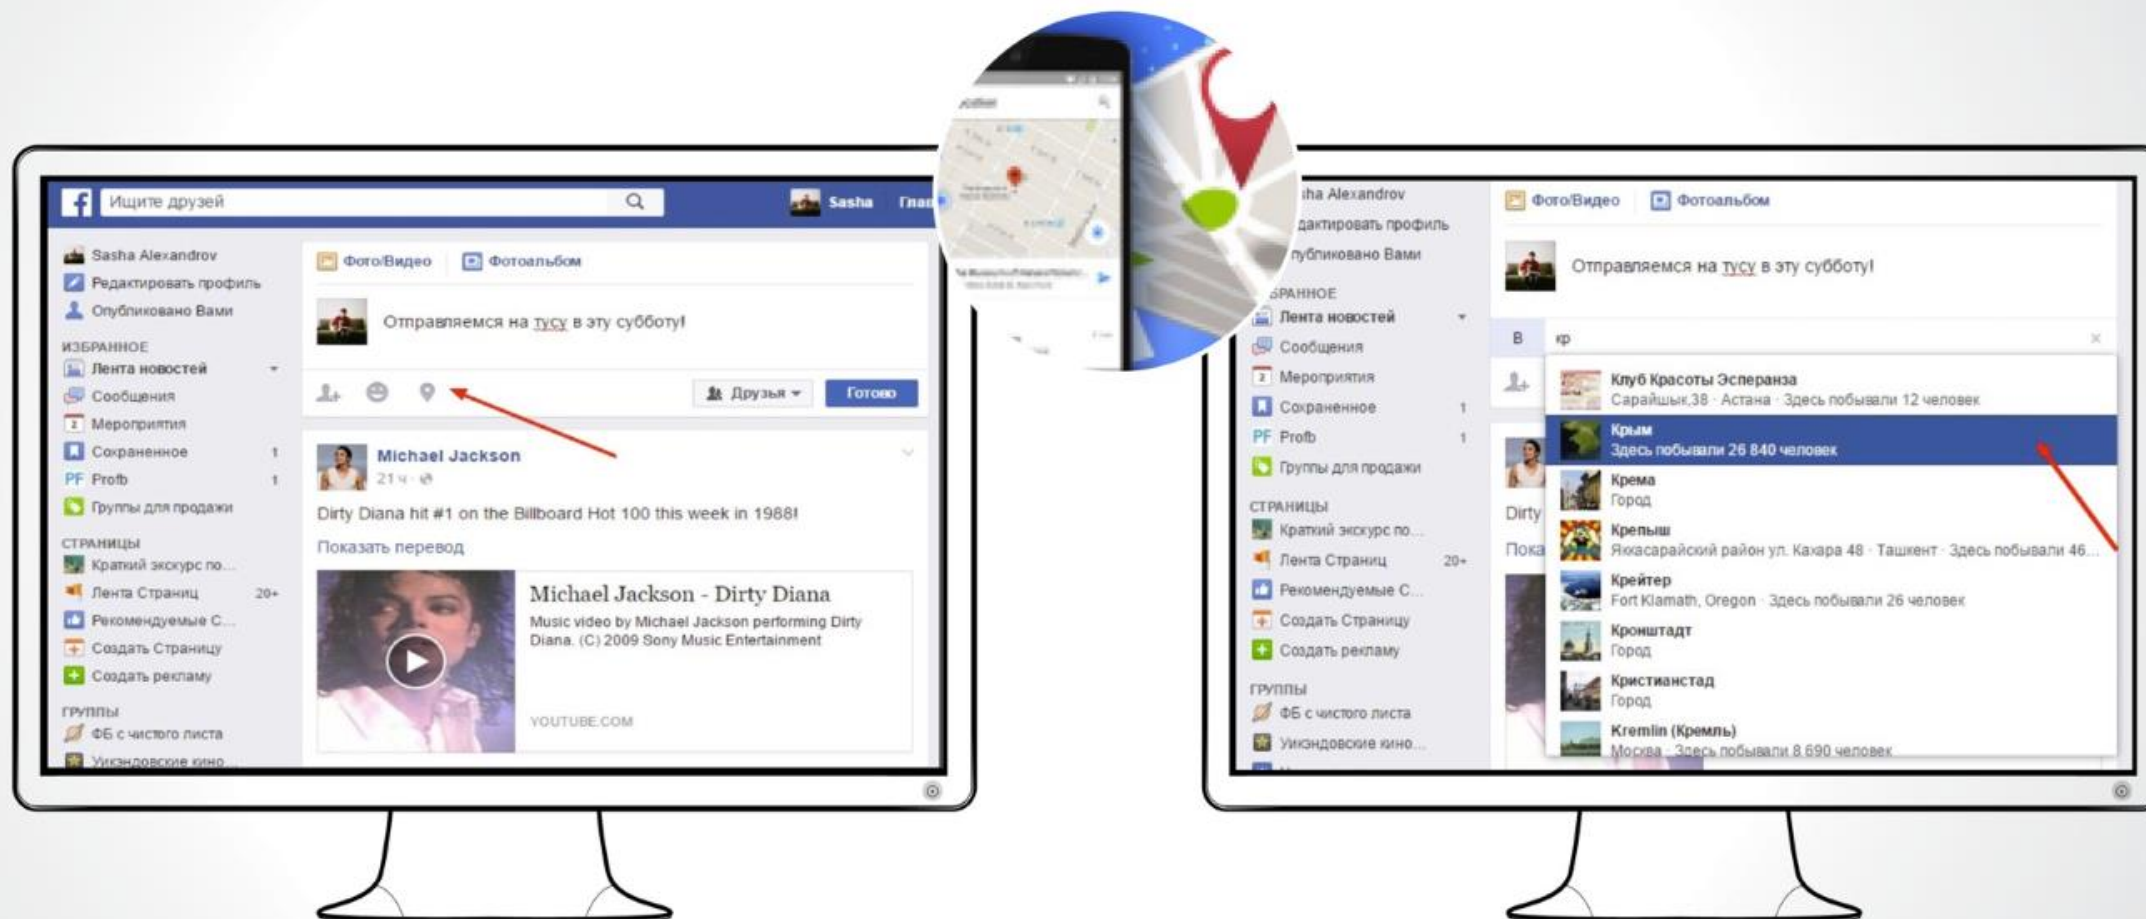 f
Ищите друзей
Sasha
Sasha Alexandrov
Редактировать профиль
Опубликовано Вами
ИЗБРАННОЕ
Лента новостей
Сообщения
2 Мероприятия
Сохраненное 1
PF Profb 1
Группы для продажи
СТРАНИЦЫ
Краткий экскурс по...
Лента Страниц 20+
Рекомендуемые С...
Создать Страницу
Создать рекламу
ГРУППЫ
ФБ с чистого листа
Уикэндовские кино...
Фото/Видео Фотоальбом
Отправляемся на тусу в эту субботу!
Друзья Готово
Michael Jackson
21 ч ·
Dirty Diana hit #1 on the Billboard Hot 100 this week in 1988!
Показать перевод
Michael Jackson - Dirty Diana
Music video by Michael Jackson performing Dirty
Diana. (C) 2009 Sony Music Entertainment
YOUTUBE.COM
sha Alexandrov
дактировать профиль
публиковано Вами
БРАННОЕ
Лента новостей
Сообщения
2 Мероприятия
Сохраненное 1
PF Profb 1
Группы для продажи
СТРАНИЦЫ
Краткий экскурс по...
Лента Страниц 20+
Рекомендуемые С...
Создать Страницу
Создать рекламу
ГРУППЫ
ФБ с чистого листа
Уикэндовские кино...
Фото/Видео Фотоальбом
Отправляемся на тусу в эту субботу!
В кр
Клуб Красоты Эсперанза
Сарайшык,38 · Астана · Здесь побывали 12 человек
Крым
Здесь побывали 26 840 человек
Крема
Город
Крепыш
Яккасарайский район ул. Кахара 48 · Ташкент · Здесь побывали 46...
Крейтер
Fort Klamath, Oregon · Здесь побывали 26 человек
Кронштадт
Город
Кристианстад
Город
Kremlin (Кремль)
Москва · Здесь побывали 8 690 человек
Dirty
Пока